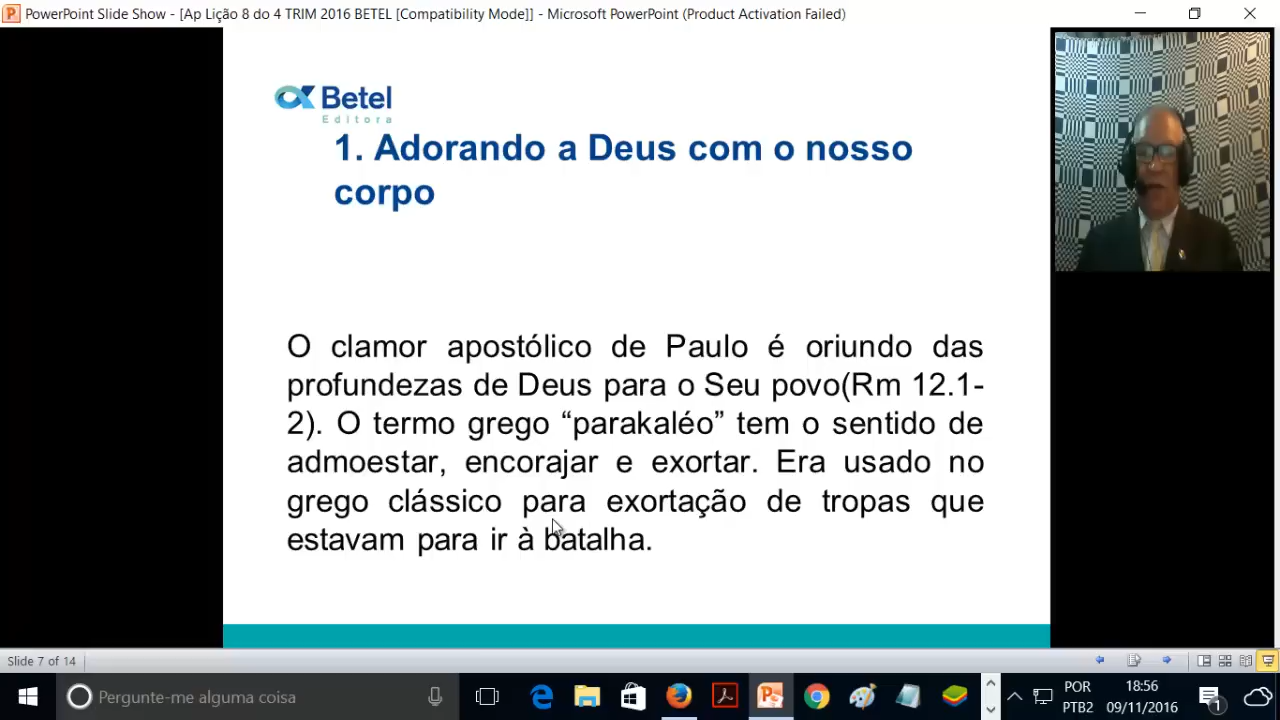 PowerPoint Slide Show - [Ap Lição 8 do 4 TRIM 2016 BETEL [Compatibility Mode]] - Microsoft PowerPoint (Product Activation Failed)
Betel
Editora
1. Adorando a Deus com o nosso
corpo
O clamor apostólico de Paulo é oriundo das
profundezas de Deus para o Seu povo(Rm 12.1-
2). O termo grego “parakaléo” tem o sentido de
admoestar, encorajar e exortar. Era usado no
grego clássico para exortação de tropas que
estavam para ir à batalha.
Slide 7 of 14
Pergunte-me alguma coisa
POR
PTB2
18:56
09/11/2016
1